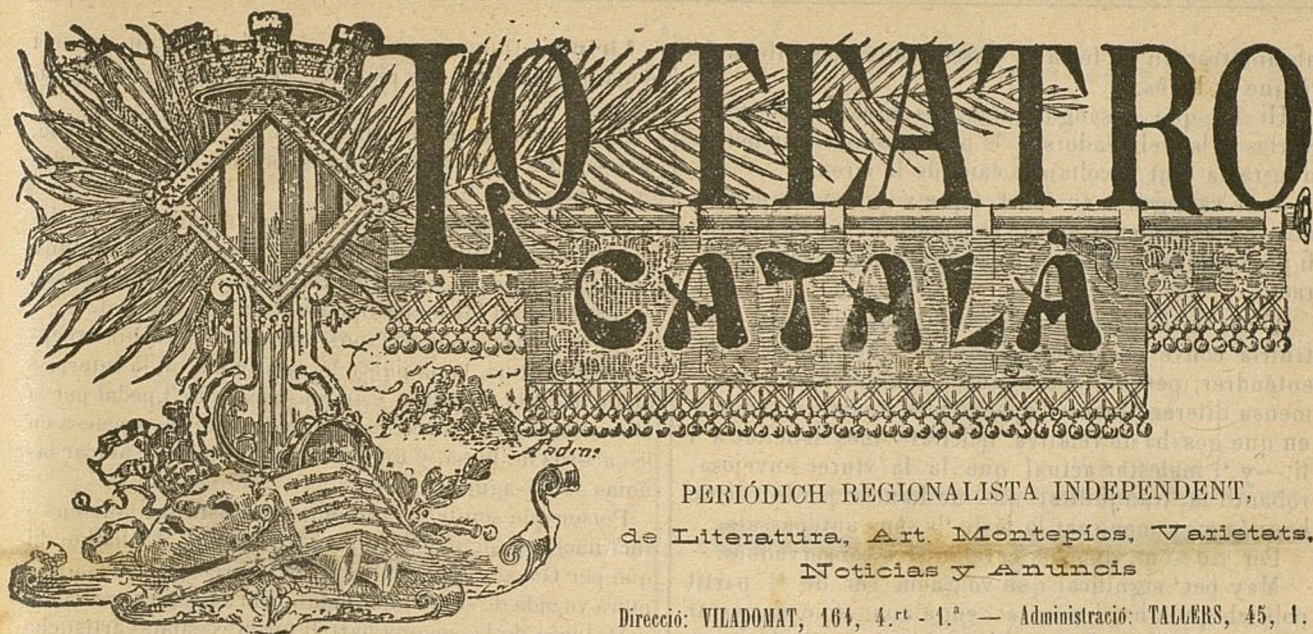 LO TEATRO
CATALÀ
PERIÓDICH REGIONALISTA INDEPENDENT,
de Literatura, Art. Montepíos, Varietats,
Noticias y Anuncis
Direcció: VILADOMAT, 164, 4.rt - 1.ª — Administració: TALLERS, 45, 1.